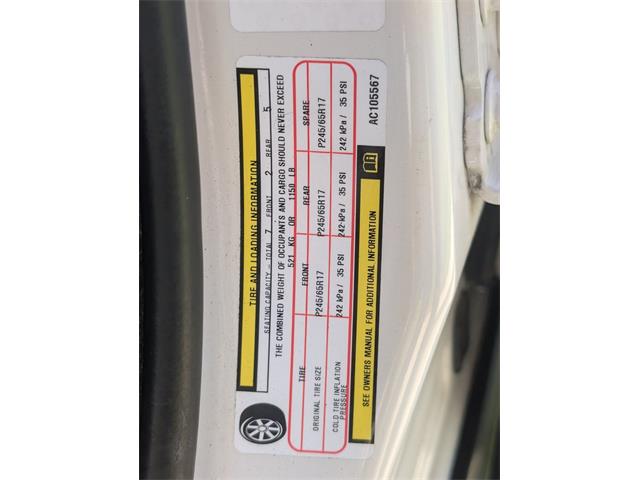 TIRE AND LOADING INFORMATION
SEATING CAPACITY - TOTAL 7 FRONT 2 REAR 5
THE COMBINED WEIGHT OF OCCUPANTS AND CARGO SHOULD NEVER EXCEED
521 KG OR 1150 LB
TIRE FRONT REAR SPARE
ORIGINAL TIRE SIZE P245/65R17 P245/65R17 P245/65R17
COLD TIRE INFLATION PRESSURE 242 kPa / 35 PSI 242 kPa / 35 PSI 242 kPa / 35 PSI
SEE OWNERS MANUAL FOR ADDITIONAL INFORMATION
AC105567